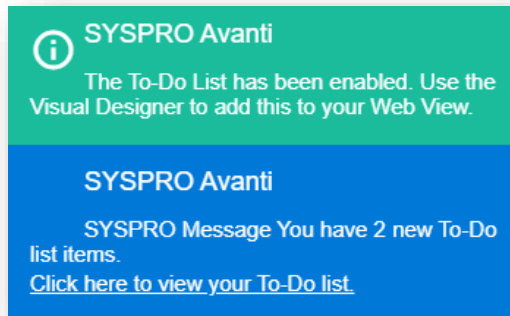 SYSPRO Avanti
The To-Do List has been enabled. Use the
Visual Designer to add this to your Web View.
SYSPRO Avanti
SYSPRO Message You have 2 new To-Do
list items.
Click here to view your To-Do list.